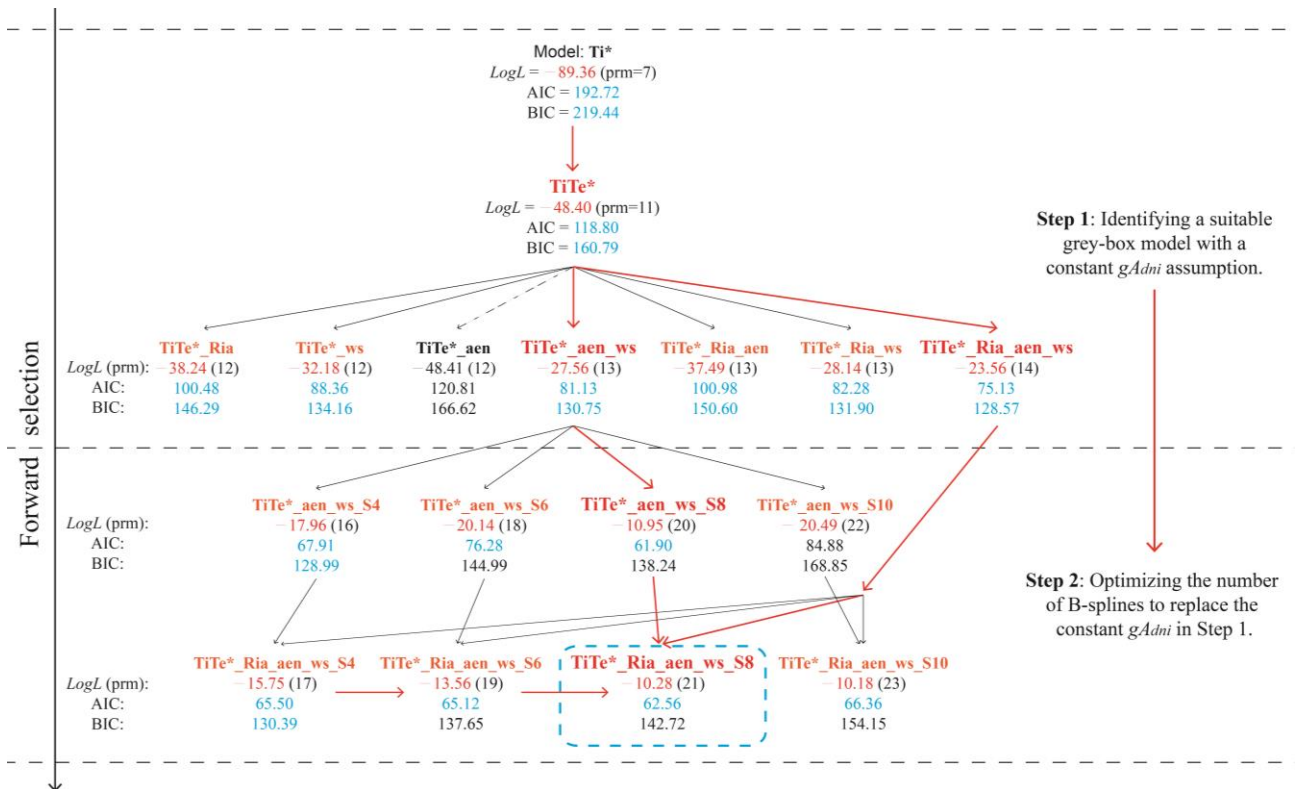 Model: Ti*
LogL = −89.36 (prm=7)
AIC = 192.72
BIC = 219.44
TiTe*
LogL = −48.40 (prm=11)
AIC = 118.80
BIC = 160.79
Step 1: Identifying a suitable
grey-box model with a
constant gAdni assumption.
TiTe*_Ria TiTe*_ws TiTe*_aen TiTe*_aen_ws TiTe*_Ria_aen TiTe*_Ria_ws TiTe*_Ria_aen_ws
LogL (prm): −38.24 (12) −32.18 (12) −48.41 (12) −27.56 (13) −37.49 (13) −28.14 (13) −23.56 (14)
AIC: 100.48 88.36 120.81 81.13 100.98 82.28 75.13
BIC: 146.29 134.16 166.62 130.75 150.60 131.90 128.57
Forward selection
TiTe*_aen_ws_S4 TiTe*_aen_ws_S6 TiTe*_aen_ws_S8 TiTe*_aen_ws_S10
LogL (prm): −17.96 (16) −20.14 (18) −10.95 (20) −20.49 (22)
AIC: 67.91 76.28 61.90 84.88
BIC: 128.99 144.99 138.24 168.85
Step 2: Optimizing the number
of B-splines to replace the
constant gAdni in Step 1.
TiTe*_Ria_aen_ws_S4 TiTe*_Ria_aen_ws_S6 TiTe*_Ria_aen_ws_S8 TiTe*_Ria_aen_ws_S10
LogL (prm): −15.75 (17) −13.56 (19) −10.28 (21) −10.18 (23)
AIC: 65.50 65.12 62.56 66.36
BIC: 130.39 137.65 142.72 154.15